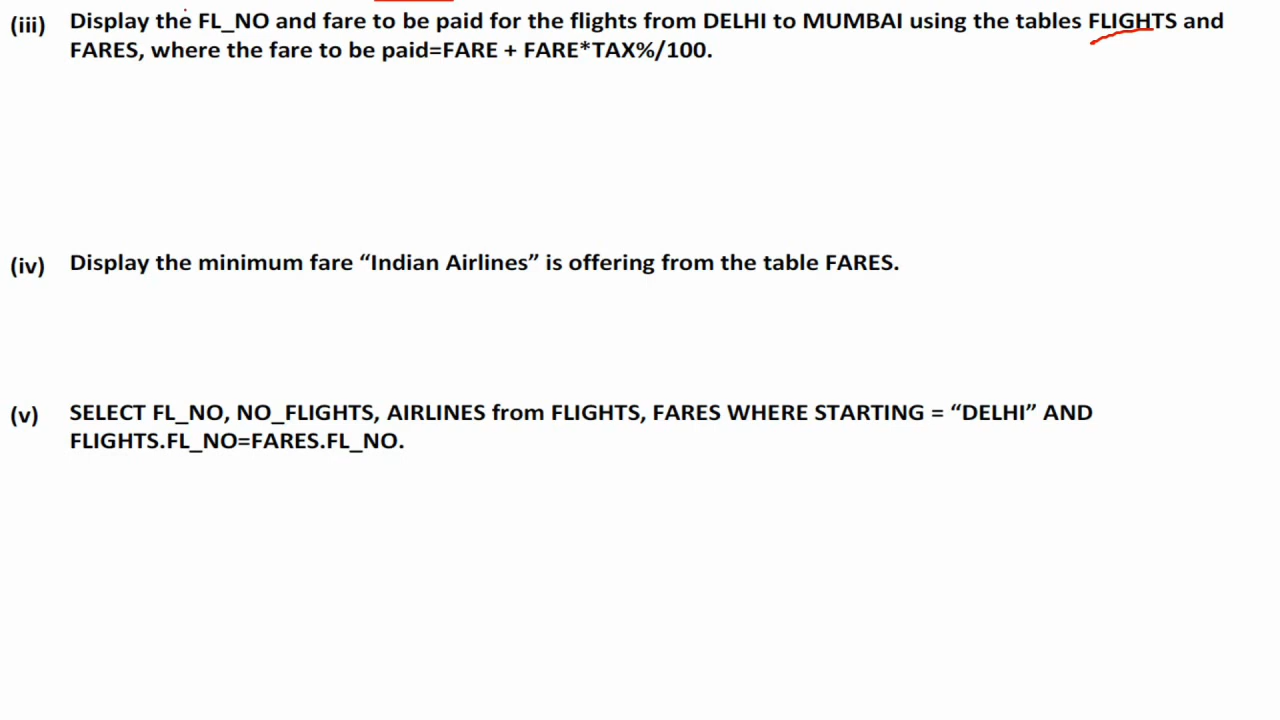 (iii) Display the FL_NO and fare to be paid for the flights from DELHI to MUMBAI using the tables FLIGHTS and
FARES, where the fare to be paid=FARE + FARE*TAX%/100.
(iv) Display the minimum fare “Indian Airlines” is offering from the table FARES.
(v) SELECT FL_NO, NO_FLIGHTS, AIRLINES from FLIGHTS, FARES WHERE STARTING = “DELHI” AND
FLIGHTS.FL_NO=FARES.FL_NO.